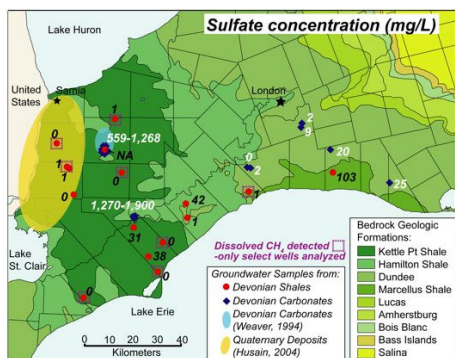 Sulfate concentration (mg/L)
Lake Huron
United
States
Sarnia
London
1
559-1,268
NA
0
1
1
0
0
2
9
20
0
2
103
25
1
42
1
1,270-1,900
31
0
38
0
0
Dissolved CH4 detected
-only select wells analyzed
Lake
St. Clair
Lake Erie
0 20
Kilometers
Groundwater Samples from:
Devonian Shales
Devonian Carbonates
Devonian Carbonates
(Weaver, 1994)
Quaternary Deposits
(Husain, 2004)
Bedrock Geologic
Formations:
Kettle Pt Shale
Hamilton Shale
Dundee
Marcellus Shale
Lucas
Amherstburg
Bois Blanc
Bass Islands
Salina